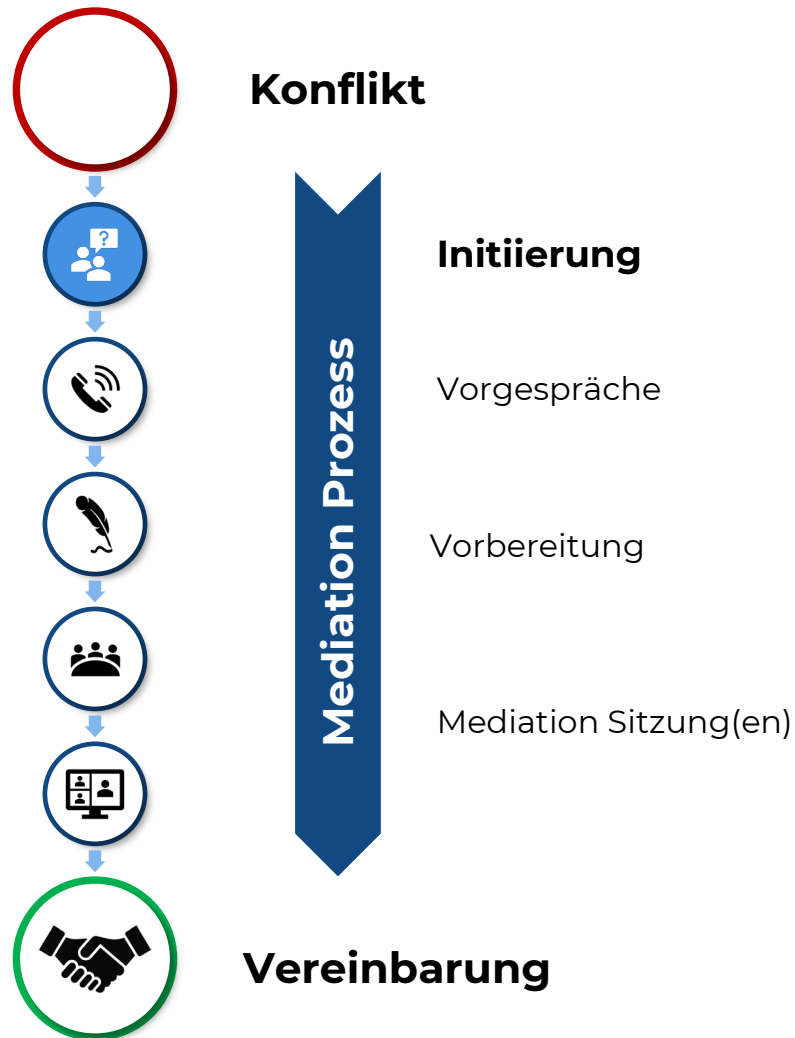 Konflikt
Initiierung
?
Vorgespräche
Mediation Prozess
Vorbereitung
Mediation Sitzung(en)
Vereinbarung